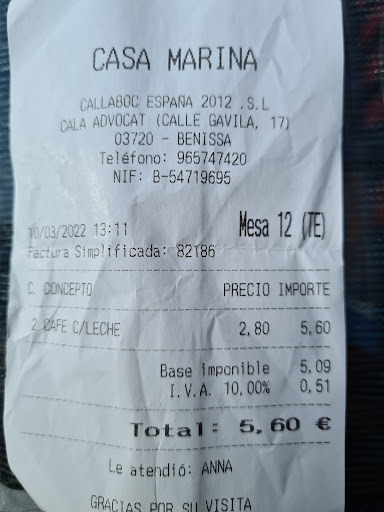 CASA MARINA
CALLABOC ESPAÑA 2012 .S.L
CALA ADVOCAT (CALLE GAVILA, 17)
03720 - BENISSA
Teléfono: 965747420
NIF: B-54719695
10/03/2022 13:11 Mesa 12 (TE)
Factura Simplificada: 82186
C. CONCEPTO PRECIO IMPORTE
2 CAFE C/LECHE 2,80 5,60
Base imponible 5,09
I.V.A. 10,00% 0,51
Total: 5,60 €
Le atendió: ANNA
GRACIAS POR SU VISITA